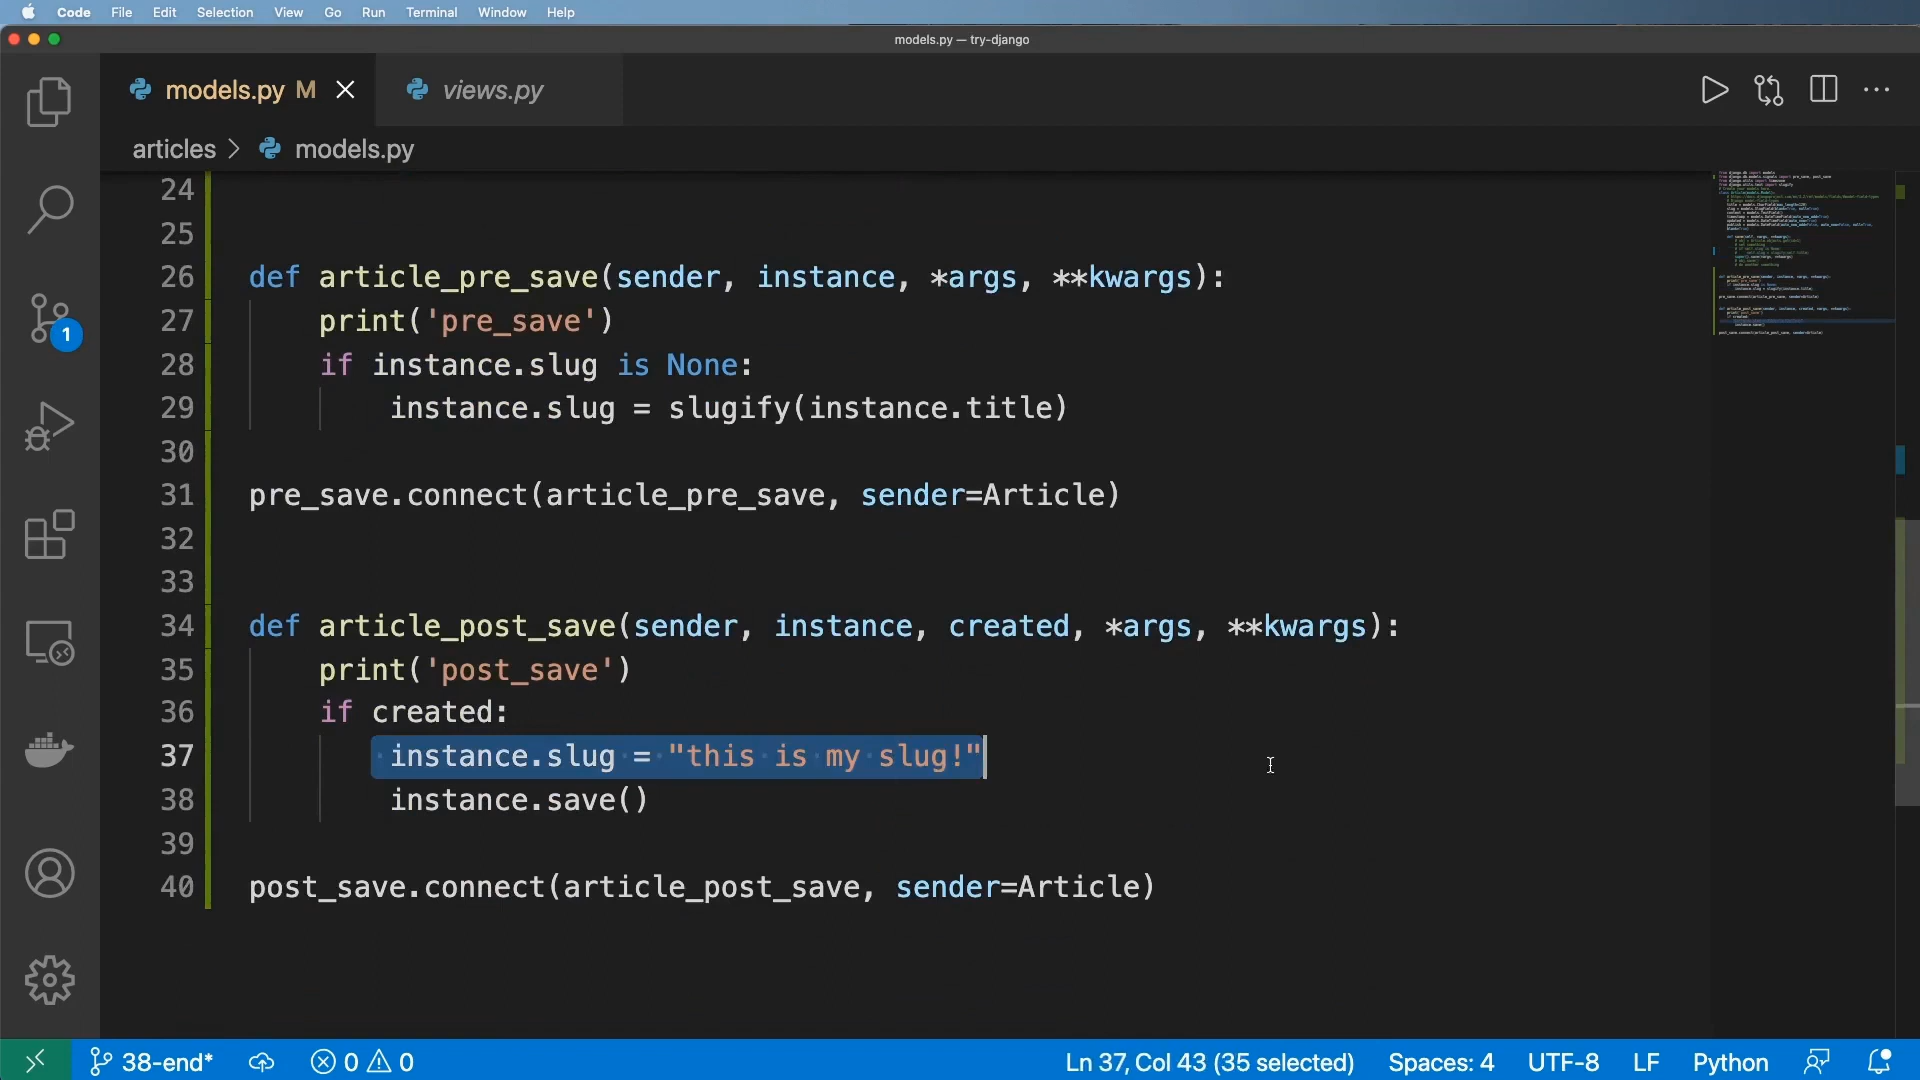 Code File Edit Selection View Go Run Terminal Window Help
models.py — try-django
models.py M views.py
articles > models.py
24
25
26 def article_pre_save(sender, instance, *args, **kwargs):
27 print('pre_save')
28 if instance.slug is None:
29 instance.slug = slugify(instance.title)
30
31 pre_save.connect(article_pre_save, sender=Article)
32
33
34 def article_post_save(sender, instance, created, *args, **kwargs):
35 print('post_save')
36 if created:
37 instance.slug = "this is my slug!"
38 instance.save()
39
40 post_save.connect(article_post_save, sender=Article)
1
38-end* 0 0 Ln 37, Col 43 (35 selected) Spaces: 4 UTF-8 LF Python